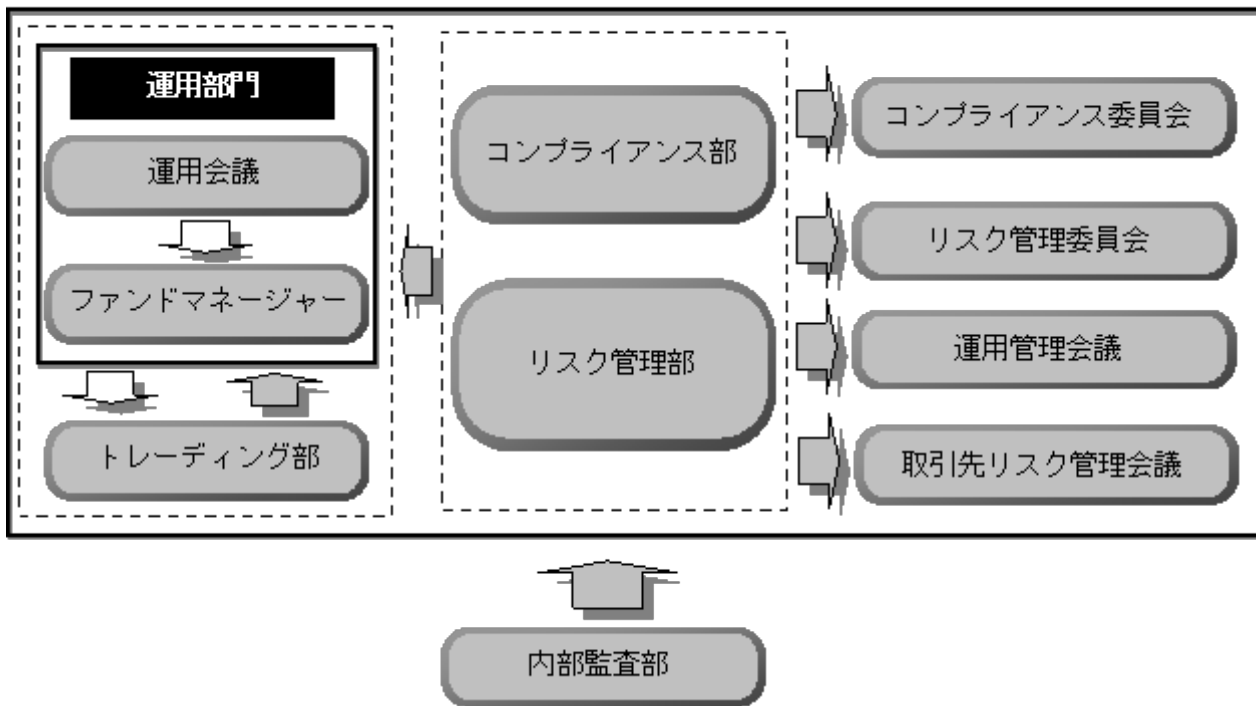 運用部門
運用会議
ファンドマネージャー
トレーディング部
コンプライアンス部
リスク管理部
コンプライアンス委員会
リスク管理委員会
運用管理会議
取引先リスク管理会議
内部監査部